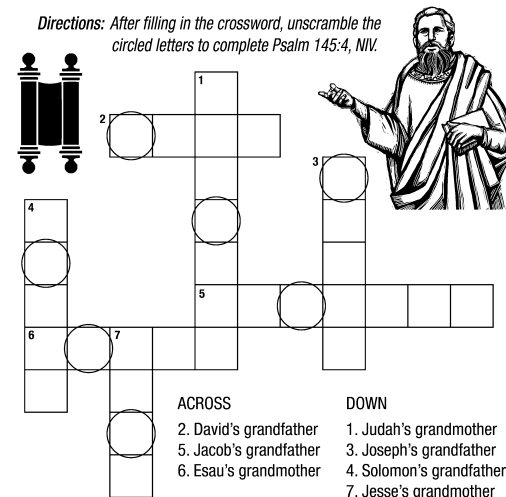 Directions: After filling in the crossword, unscramble the
circled letters to complete Psalm 145:4, NIV.
1
2
3
4
5
6
7
ACROSS
2. David's grandfather
5. Jacob's grandfather
6. Esau's grandmother
DOWN
1. Judah's grandmother
3. Joseph's grandfather
4. Solomon's grandfather
7. Jesse's grandmother